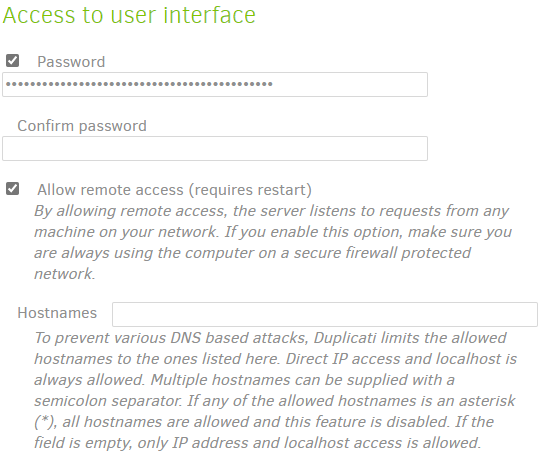 Access to user interface
Password
••••••••••••••••••••••••••••••••••••••••••••
Confirm password
Allow remote access (requires restart)
By allowing remote access, the server listens to requests from any
machine on your network. If you enable this option, make sure you
are always using the computer on a secure firewall protected
network.
Hostnames
To prevent various DNS based attacks, Duplicati limits the allowed
hostnames to the ones listed here. Direct IP access and localhost is
always allowed. Multiple hostnames can be supplied with a
semicolon separator. If any of the allowed hostnames is an asterisk
(*), all hostnames are allowed and this feature is disabled. If the
field is empty, only IP address and localhost access is allowed.